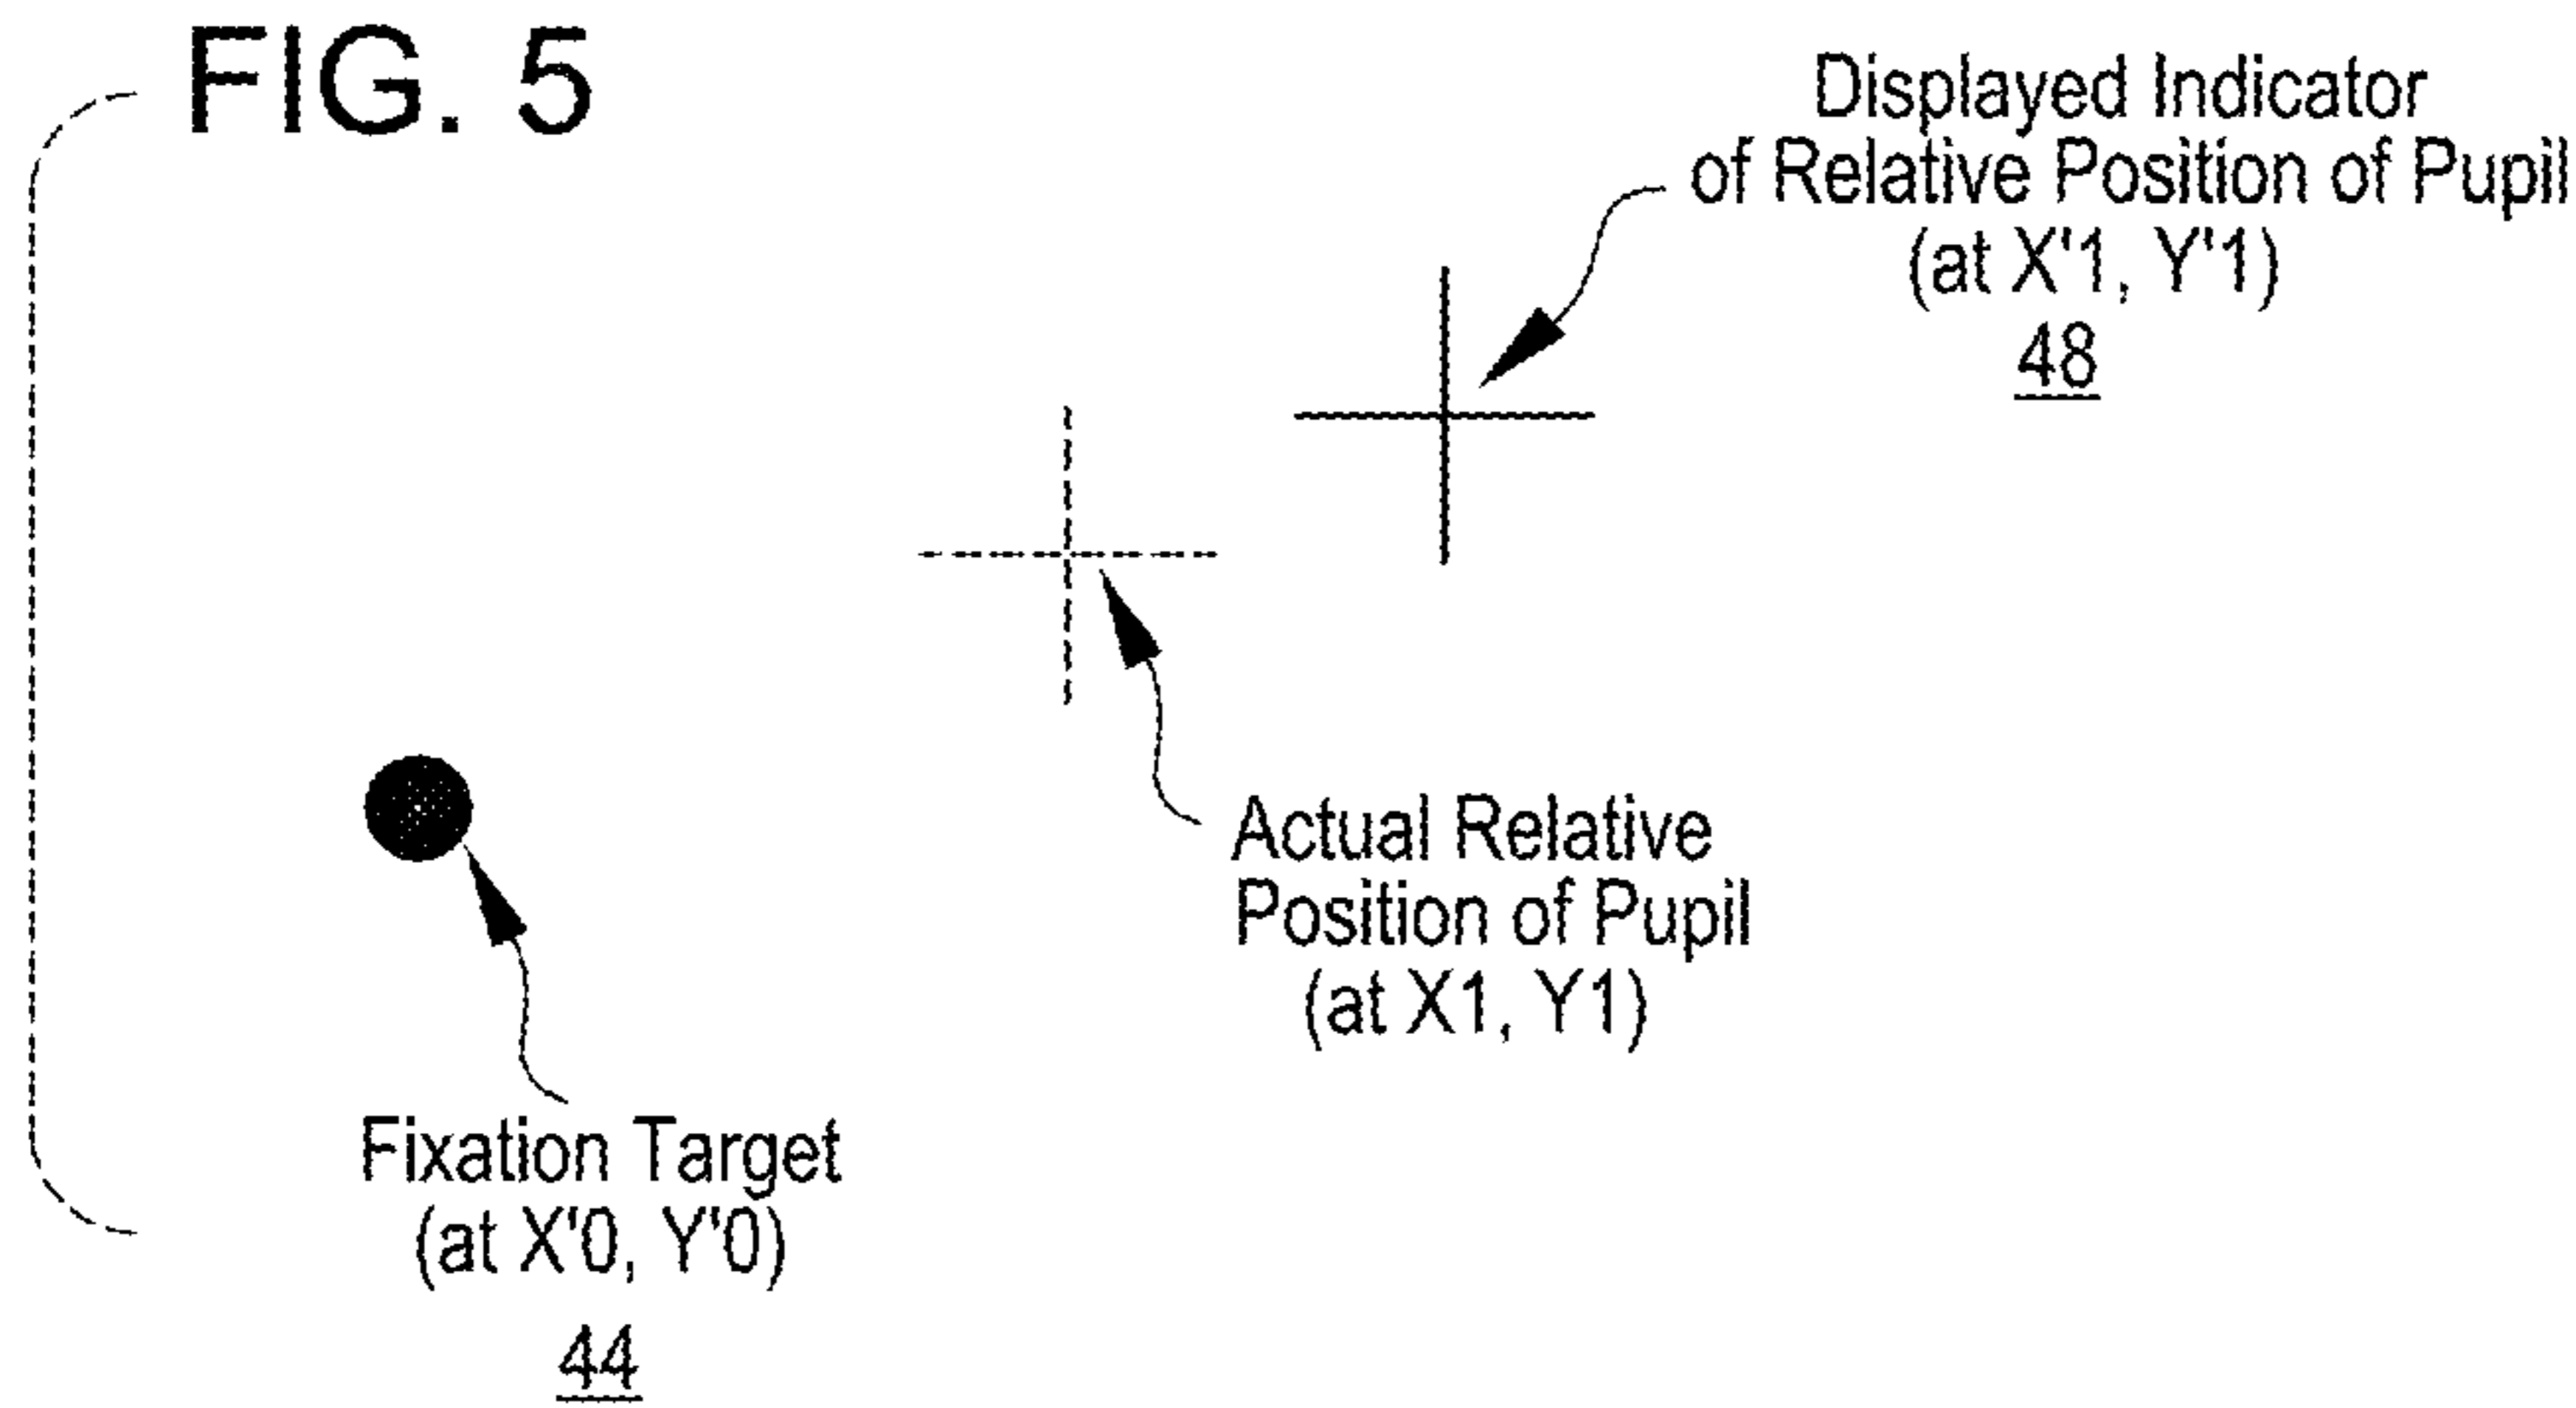 FIG. 5
Displayed Indicator
of Relative Position of Pupil
(at X'1, Y'1)
48
Actual Relative
Position of Pupil
(at X1, Y1)
Fixation Target
(at X'0, Y'0)
44